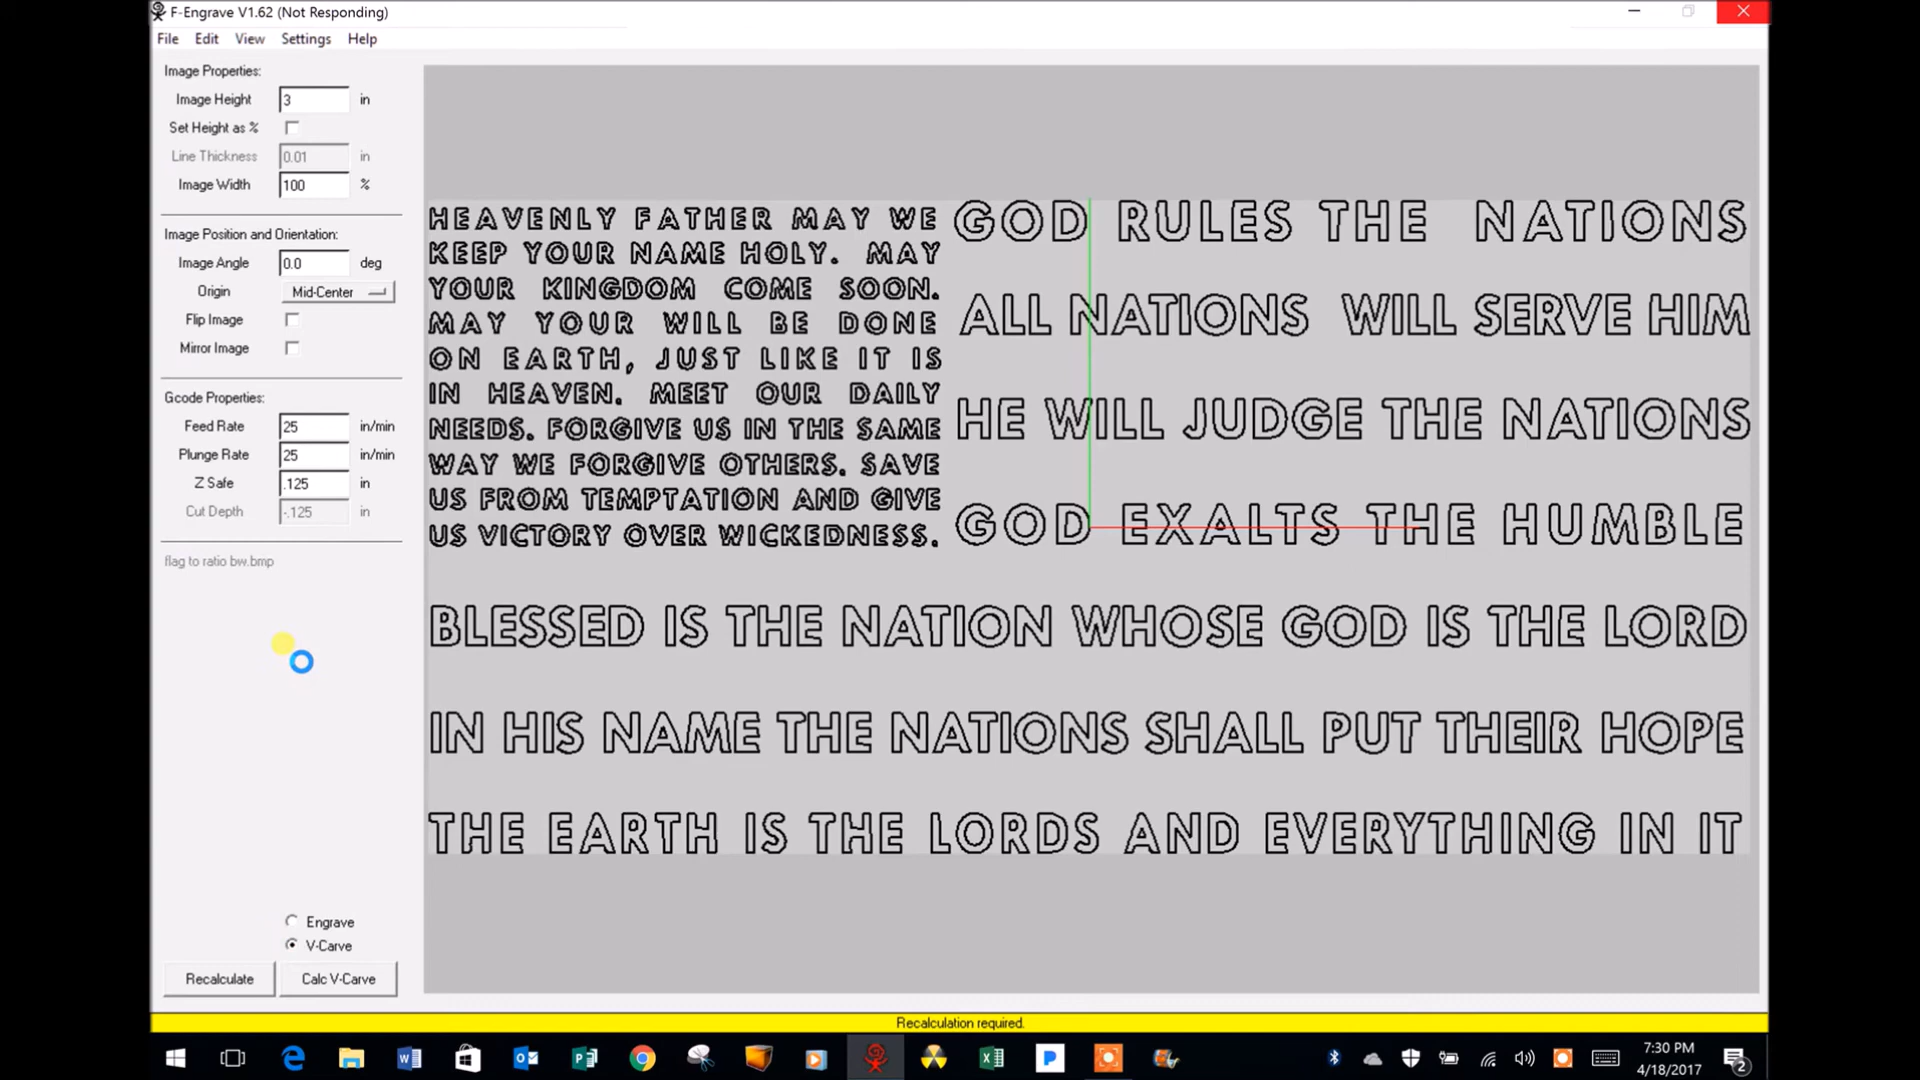 F-Engrave V1.62 (Not Responding)
File Edit View Settings Help
Image Properties:
Image Height 3 in
Set Height as %
Line Thickness 0.01 in
Image Width 100 %
Image Position and Orientation:
Image Angle 0.0 deg
Origin Mid-Center
Flip Image
Mirror Image
Gcode Properties:
Feed Rate 25 in/min
Plunge Rate 25 in/min
Z Safe .125 in
Cut Depth -.125 in
flag to ratio bw.bmp
Engrave
V-Carve
Recalculate Calc V-Carve
HEAVENLY FATHER MAY WE
KEEP YOUR NAME HOLY. MAY
YOUR KINGDOM COME SOON.
MAY YOUR WILL BE DONE
ON EARTH, JUST LIKE IT IS
IN HEAVEN. MEET OUR DAILY
NEEDS. FORGIVE US IN THE SAME
WAY WE FORGIVE OTHERS. SAVE
US FROM TEMPTATION AND GIVE
US VICTORY OVER WICKEDNESS.
GOD RULES THE NATIONS
ALL NATIONS WILL SERVE HIM
HE WILL JUDGE THE NATIONS
GOD EXALTS THE HUMBLE
BLESSED IS THE NATION WHOSE GOD IS THE LORD
IN HIS NAME THE NATIONS SHALL PUT THEIR HOPE
THE EARTH IS THE LORDS AND EVERYTHING IN IT
Recalculation required.
7:30 PM
4/18/2017
2